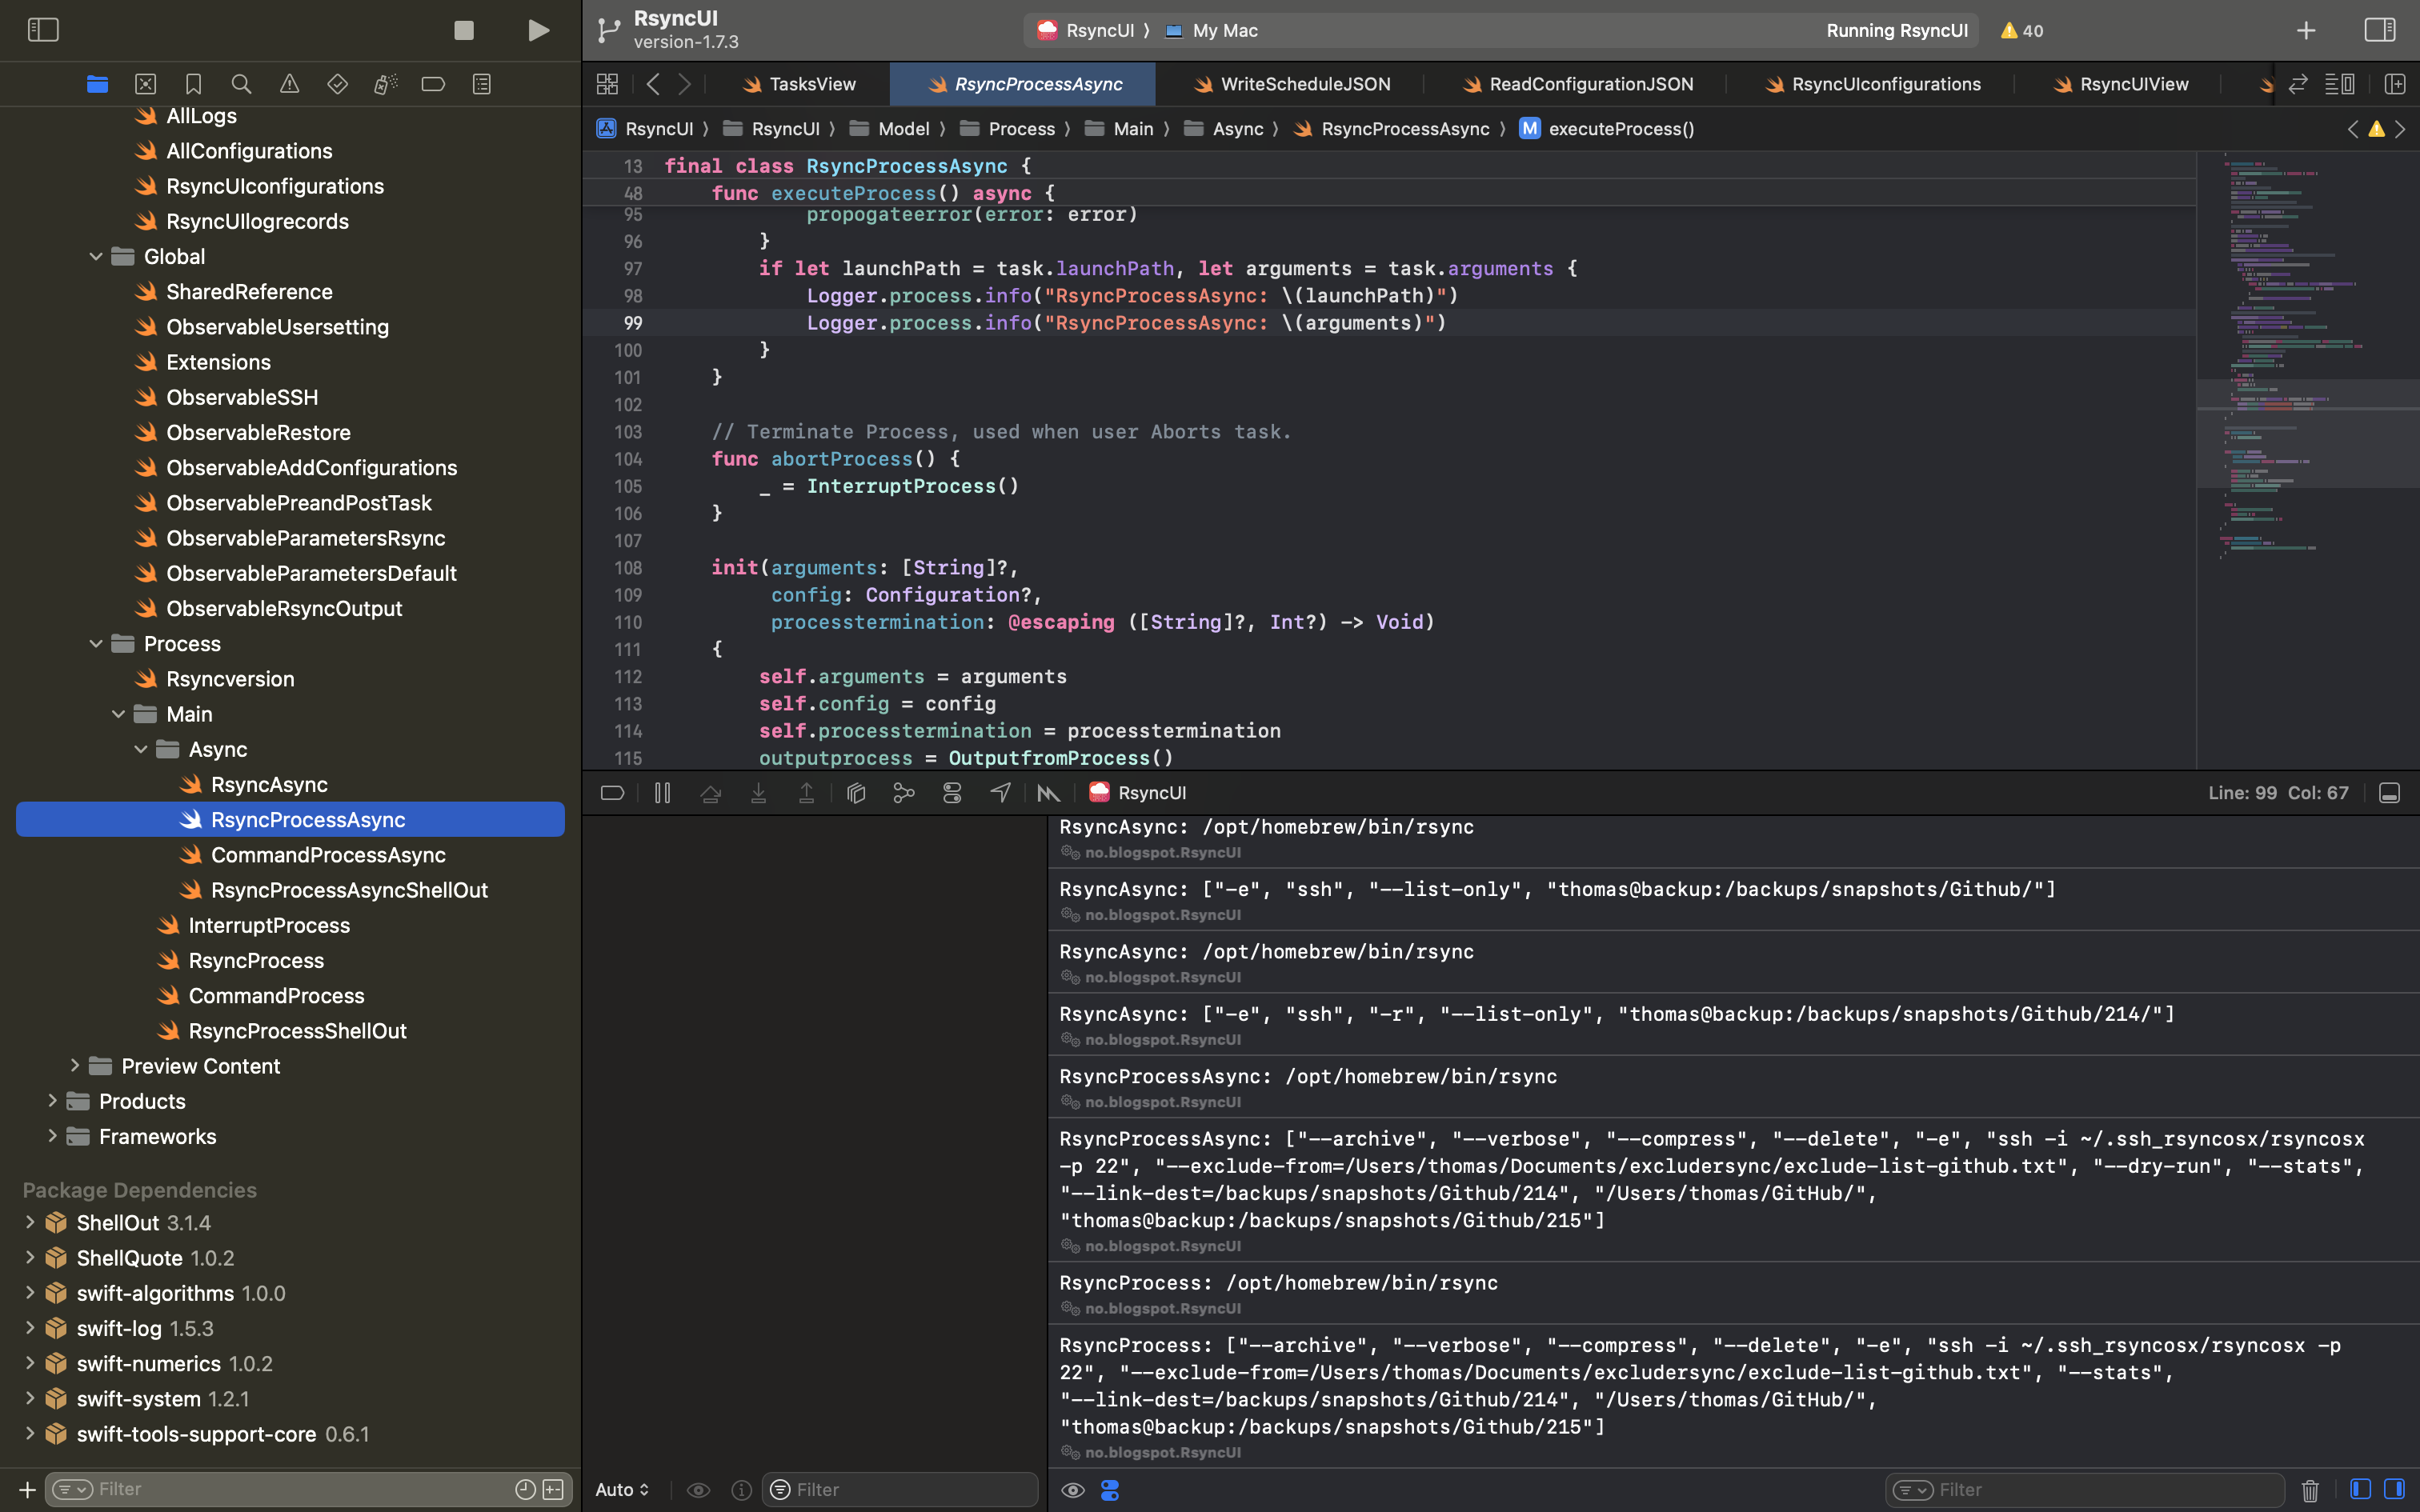 RsyncUI
version-1.7.3
RsyncUI ⟩ My Mac
Running RsyncUI
40
TasksView
RsyncProcessAsync
WriteScheduleJSON
ReadConfigurationJSON
RsyncUIconfigurations
RsyncUIView
RsyncUI ⟩ RsyncUI ⟩ Model ⟩ Process ⟩ Main ⟩ Async ⟩ RsyncProcessAsync ⟩ M executeProcess()
AllLogs
AllConfigurations
RsyncUIconfigurations
RsyncUIlogrecords
Global
SharedReference
ObservableUsersetting
Extensions
ObservableSSH
ObservableRestore
ObservableAddConfigurations
ObservablePreandPostTask
ObservableParametersRsync
ObservableParametersDefault
ObservableRsyncOutput
Process
Rsyncversion
Main
Async
RsyncAsync
RsyncProcessAsync
CommandProcessAsync
RsyncProcessAsyncShellOut
InterruptProcess
RsyncProcess
CommandProcess
RsyncProcessShellOut
Preview Content
Products
Frameworks
Package Dependencies
ShellOut 3.1.4
ShellQuote 1.0.2
swift-algorithms 1.0.0
swift-log 1.5.3
swift-numerics 1.0.2
swift-system 1.2.1
swift-tools-support-core 0.6.1
Filter
13 final class RsyncProcessAsync {
48 func executeProcess() async {
95 propogateerror(error: error)
96 }
97 if let launchPath = task.launchPath, let arguments = task.arguments {
98 Logger.process.info("RsyncProcessAsync: \(launchPath)")
99 Logger.process.info("RsyncProcessAsync: \(arguments)")
100 }
101 }
102
103 // Terminate Process, used when user Aborts task.
104 func abortProcess() {
105 _ = InterruptProcess()
106 }
107
108 init(arguments: [String]?,
109 config: Configuration?,
110 processtermination: @escaping ([String]?, Int?) -> Void)
111 {
112 self.arguments = arguments
113 self.config = config
114 self.processtermination = processtermination
115 outputprocess = OutputfromProcess()
RsyncUI
Line: 99 Col: 67
RsyncAsync: /opt/homebrew/bin/rsync
no.blogspot.RsyncUI
RsyncAsync: ["-e", "ssh", "--list-only", "thomas@backup:/backups/snapshots/Github/"]
no.blogspot.RsyncUI
RsyncAsync: /opt/homebrew/bin/rsync
no.blogspot.RsyncUI
RsyncAsync: ["-e", "ssh", "-r", "--list-only", "thomas@backup:/backups/snapshots/Github/214/"]
no.blogspot.RsyncUI
RsyncProcessAsync: /opt/homebrew/bin/rsync
no.blogspot.RsyncUI
RsyncProcessAsync: ["--archive", "--verbose", "--compress", "--delete", "-e", "ssh -i ~/.ssh_rsyncosx/rsyncosx
-p 22", "--exclude-from=/Users/thomas/Documents/excludersync/exclude-list-github.txt", "--dry-run", "--stats",
"--link-dest=/backups/snapshots/Github/214", "/Users/thomas/GitHub/",
"thomas@backup:/backups/snapshots/Github/215"]
no.blogspot.RsyncUI
RsyncProcess: /opt/homebrew/bin/rsync
no.blogspot.RsyncUI
RsyncProcess: ["--archive", "--verbose", "--compress", "--delete", "-e", "ssh -i ~/.ssh_rsyncosx/rsyncosx -p
22", "--exclude-from=/Users/thomas/Documents/excludersync/exclude-list-github.txt", "--stats",
"--link-dest=/backups/snapshots/Github/214", "/Users/thomas/GitHub/",
"thomas@backup:/backups/snapshots/Github/215"]
no.blogspot.RsyncUI
Auto
Filter
Filter